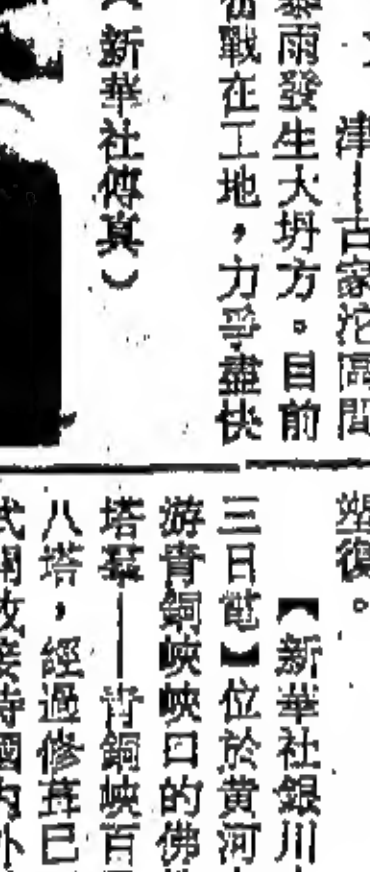 津—古家沱區間
暴雨發生大坍方。目前
奮戰在工地，力爭盡快
（新華社傳真）
復。
【新華社銀川
三日電】位於黃河
游青銅峽峽口的佛
塔羣——青銅峽百
八塔，經過修葺已
式開放接待國內外